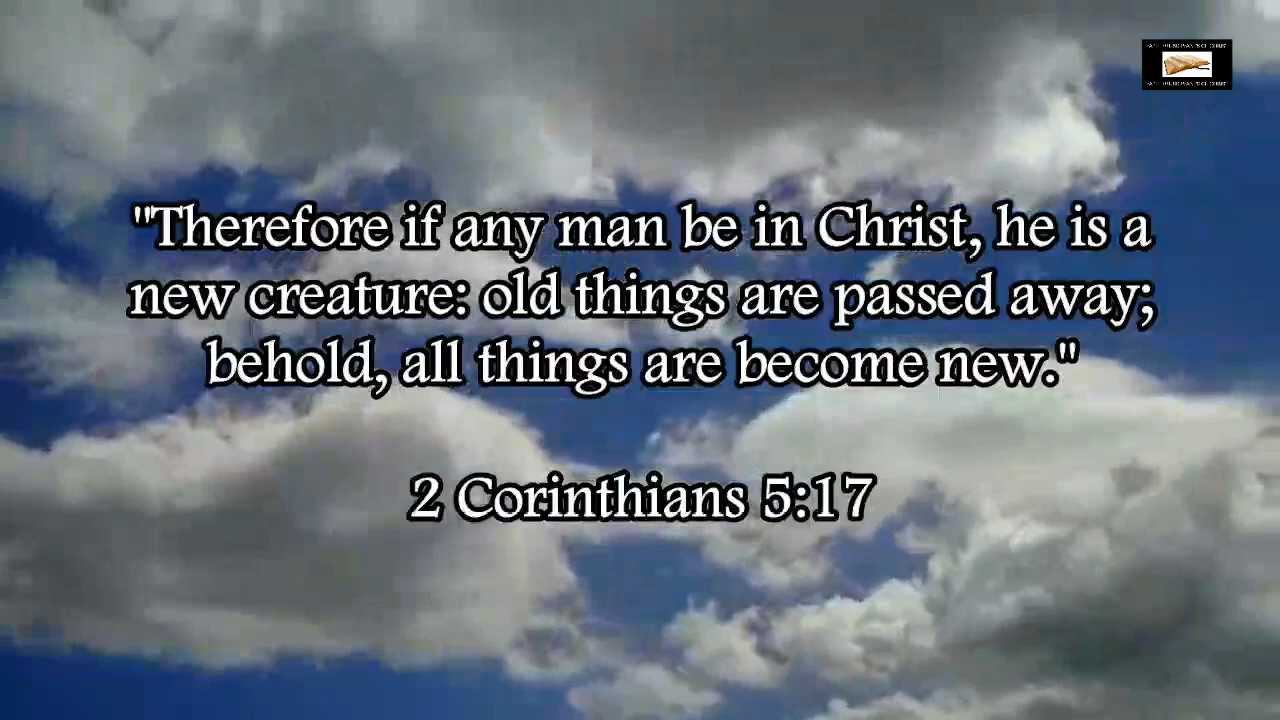 "Therefore if any man be in Christ, he is a
new creature: old things are passed away;
behold, all things are become new."
2 Corinthians 5:17